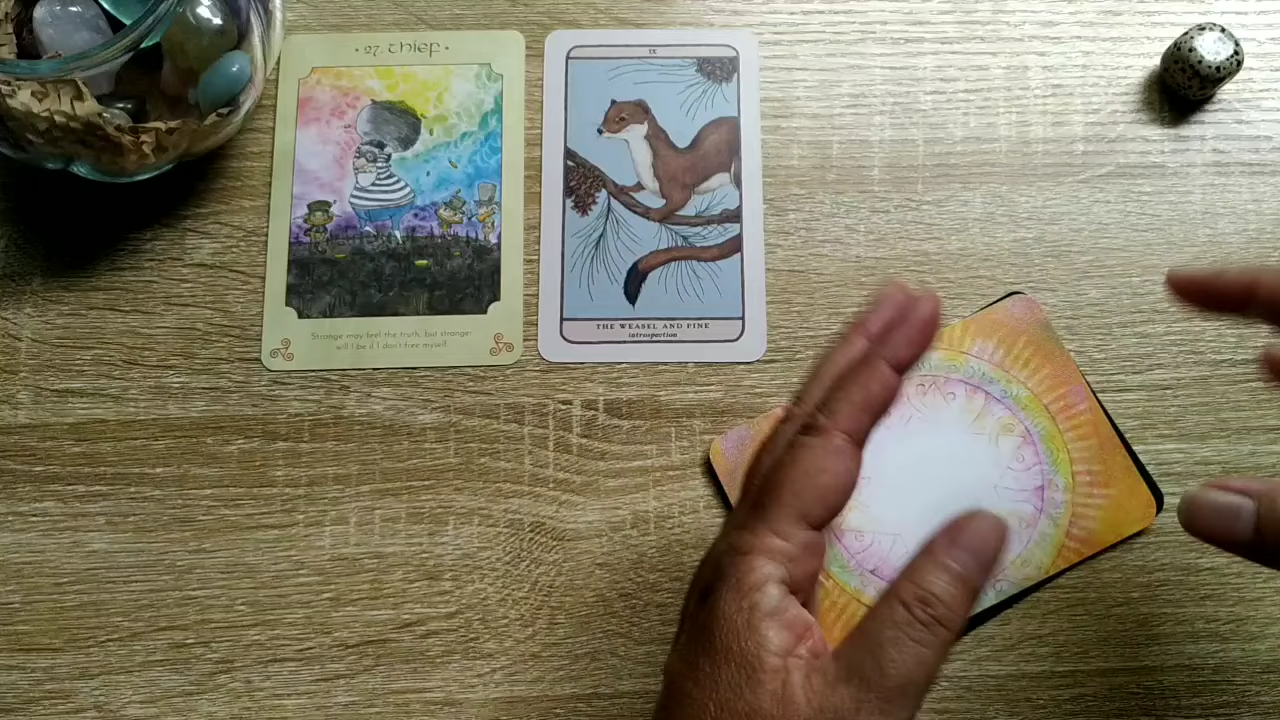 27. Thief
Strange may feel the truth, but stranger
will I be if I don't free myself.
IX
THE WEASEL AND PINE
introspection